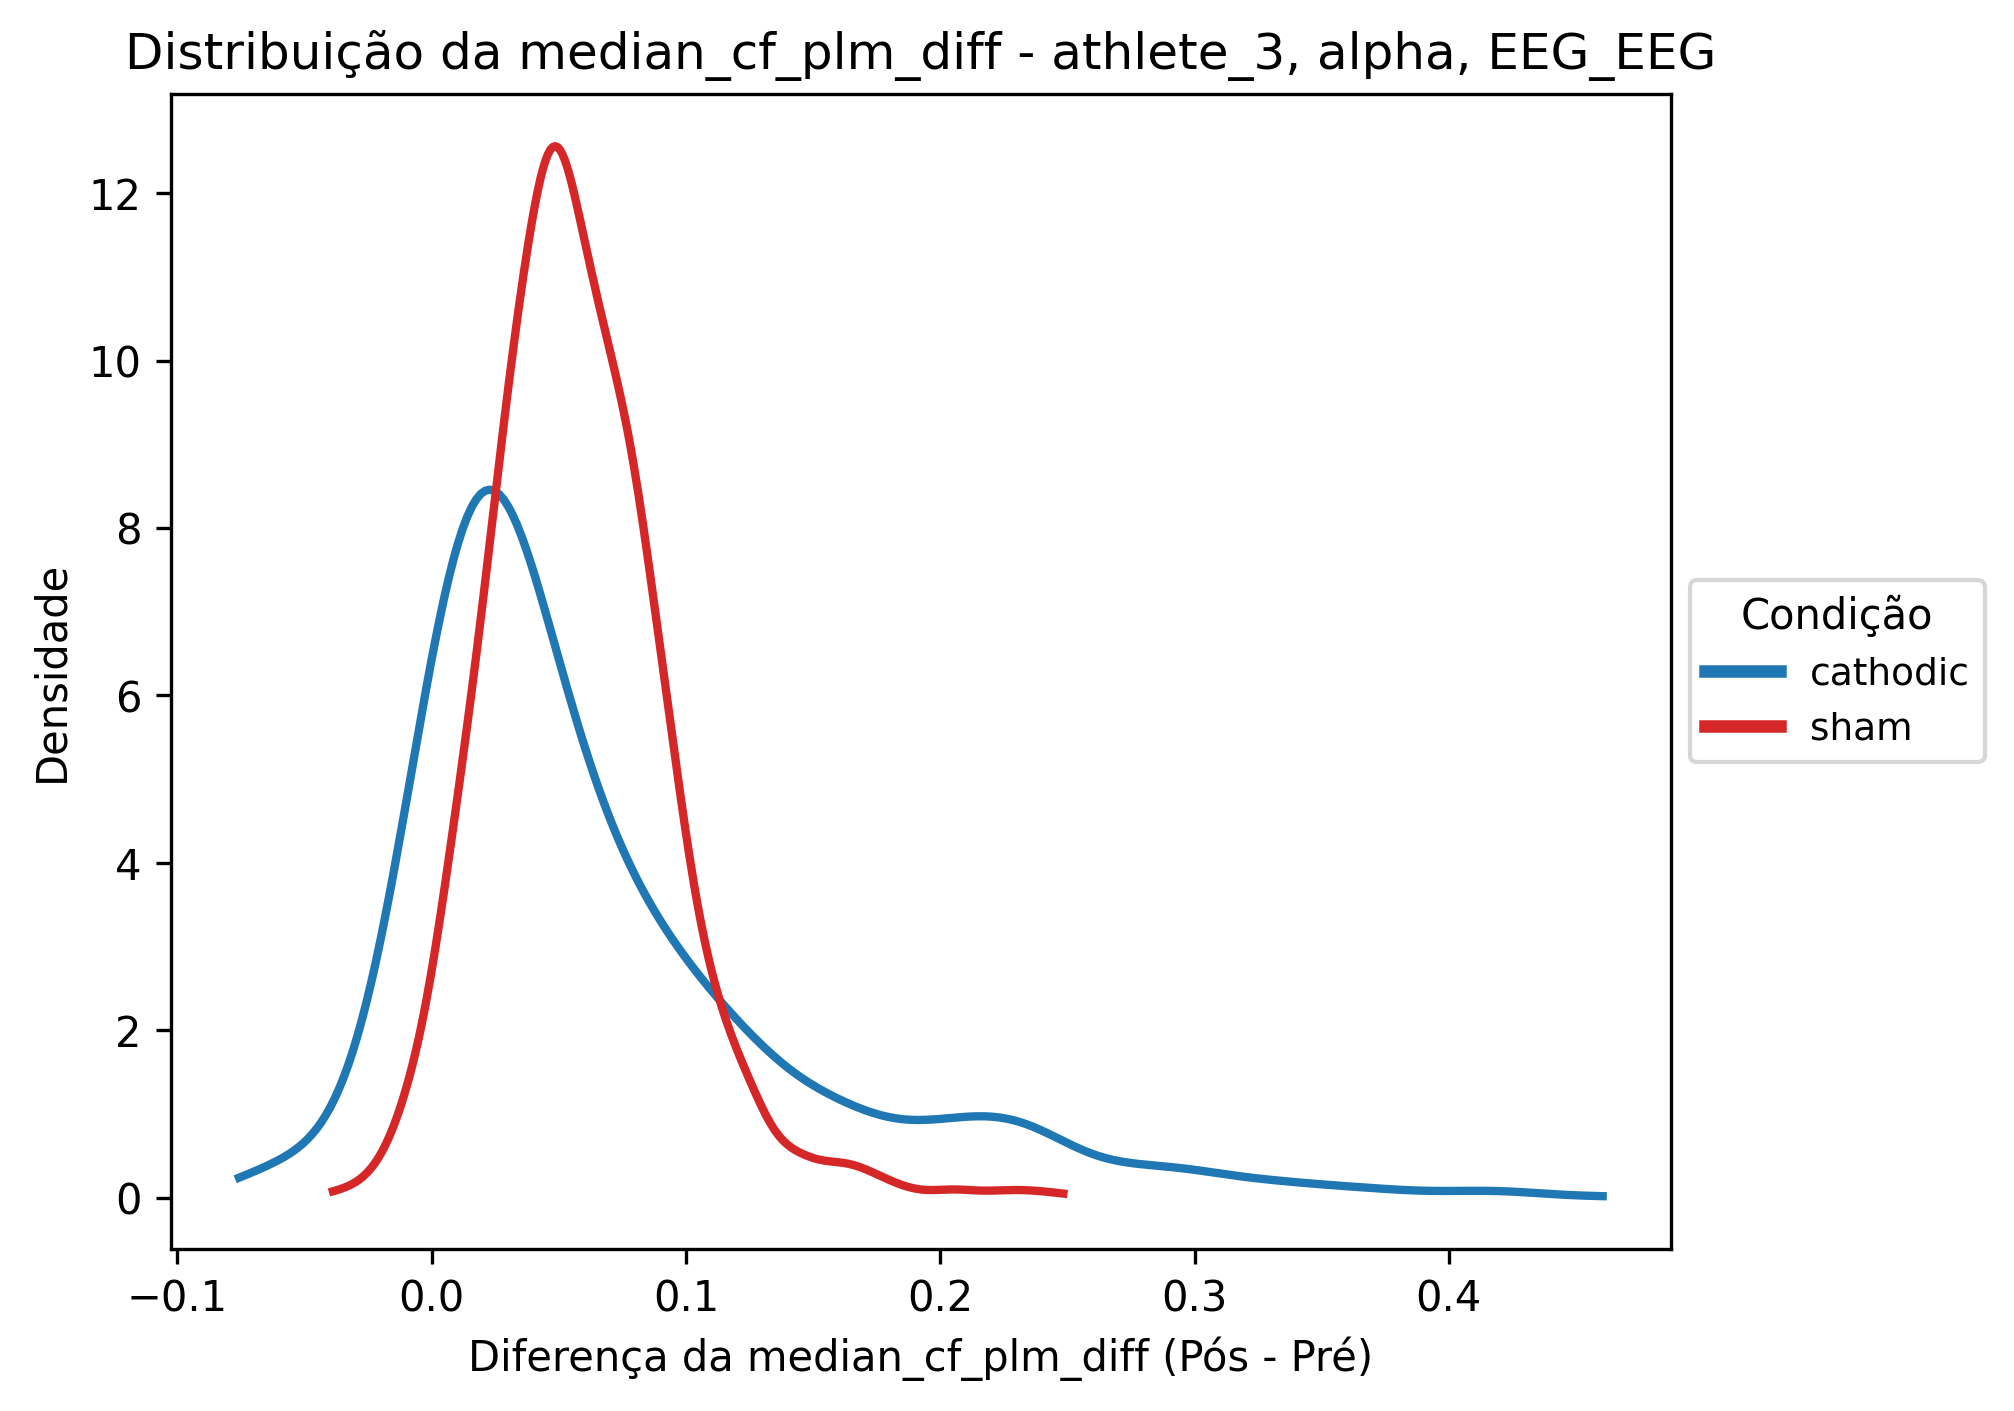 Distribuição da median_cf_plm_diff - athlete_3, alpha, EEG_EEG
Densidade
12
10
8
6
4
2
0
−0.1
0.0
0.1
0.2
0.3
0.4
Diferença da median_cf_plm_diff (Pós - Pré)
Condição
cathodic
sham